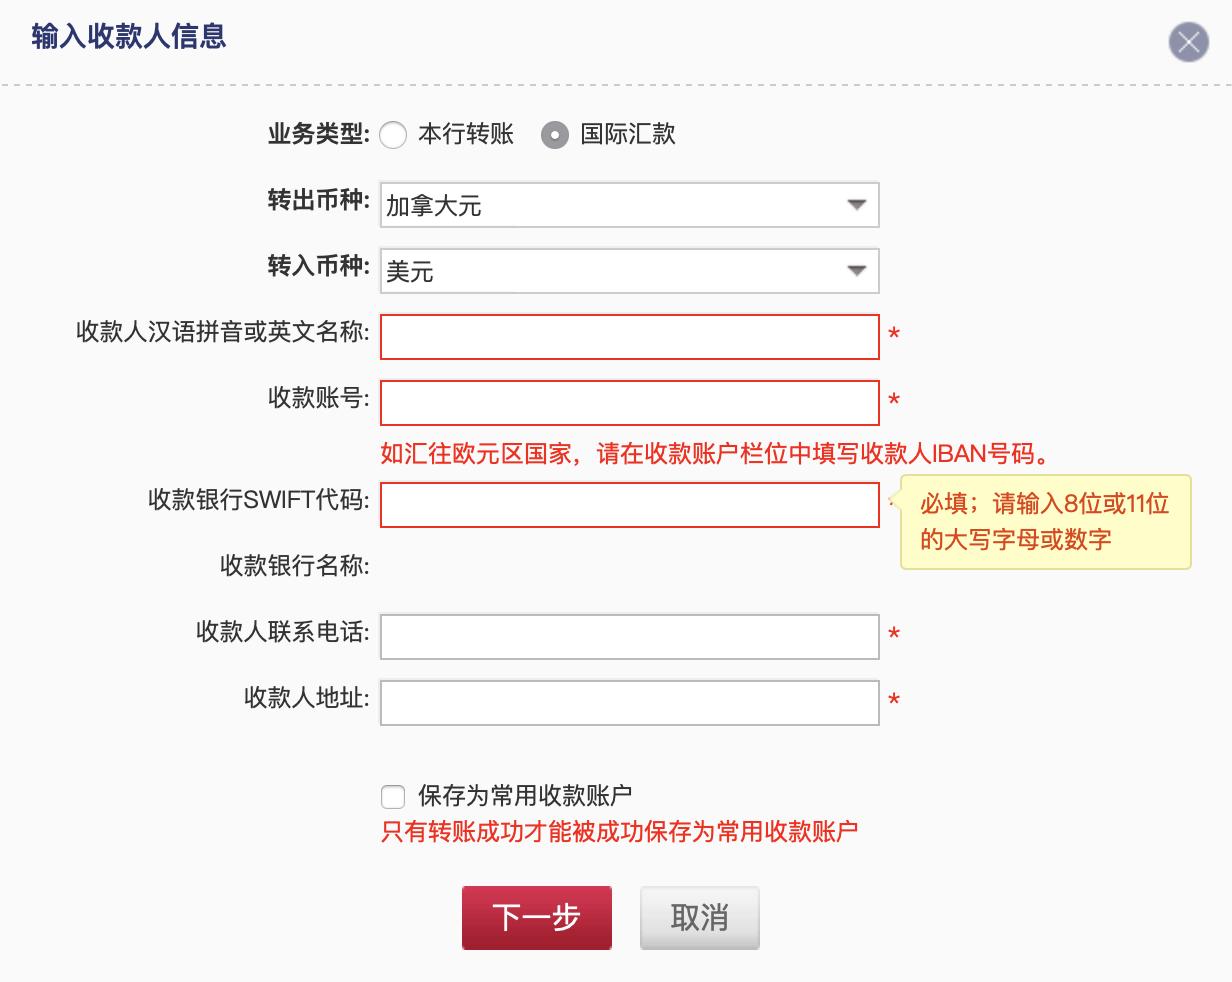 输入收款人信息
业务类型: 本行转账 国际汇款
转出币种: 加拿大元
转入币种: 美元
收款人汉语拼音或英文名称: *
收款账号: *
如汇往欧元区国家，请在收款账户栏位中填写收款人IBAN号码。
收款银行SWIFT代码:
必填；请输入8位或11位
的大写字母或数字
收款银行名称:
收款人联系电话: *
收款人地址: *
保存为常用收款账户
只有转账成功才能被成功保存为常用收款账户
下一步 取消